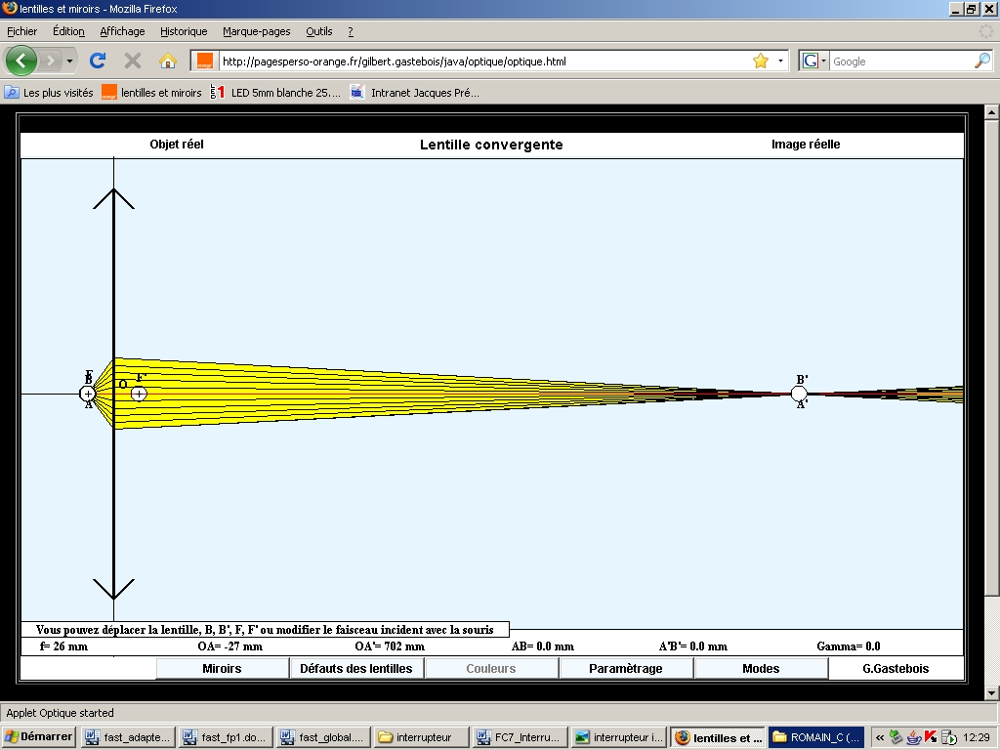 lentilles et miroirs - Mozilla Firefox
Fichier Édition Affichage Historique Marque-pages Outils ?
http://pagesperso-orange.fr/gilbert.gastebois/java/optique/optique.html
Google
Les plus visités lentilles et miroirs LED 5mm blanche 25.... Intranet Jacques Pré...
Objet réel Lentille convergente Image réelle
F
B
A
O
F'
B'
A'
Vous pouvez déplacer la lentille, B, B', F, F' ou modifier le faisceau incident avec la souris
f= 26 mm OA= -27 mm OA'= 702 mm AB= 0.0 mm A'B'= 0.0 mm Gamma= 0.0
Miroirs Défauts des lentilles Couleurs Paramètrage Modes G.Gastebois
Applet Optique started
Démarrer fast_adapte... fast_fp1.do... fast_global.... interrupteur FC7_Interru... interrupteur i... lentilles et ... ROMAIN_C (... « 12:29